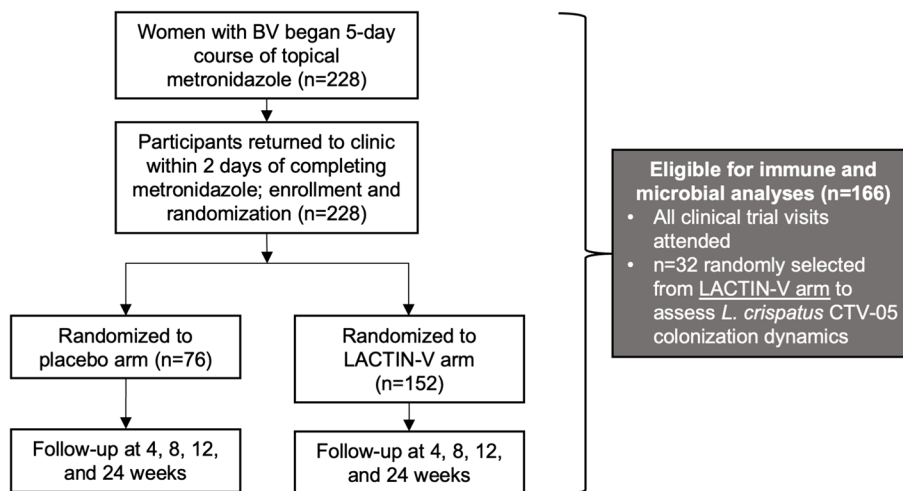 Women with BV began 5-day
course of topical
metronidazole (n=228)
Participants returned to clinic
within 2 days of completing
metronidazole; enrollment and
randomization (n=228)
Randomized to
placebo arm (n=76)
Randomized to
LACTIN-V arm
(n=152)
Follow-up at 4, 8, 12,
and 24 weeks
Follow-up at 4, 8, 12,
and 24 weeks
Eligible for immune and
microbial analyses (n=166)
• All clinical trial visits
attended
• n=32 randomly selected
from LACTIN-V arm to
assess L. crispatus CTV-05
colonization dynamics